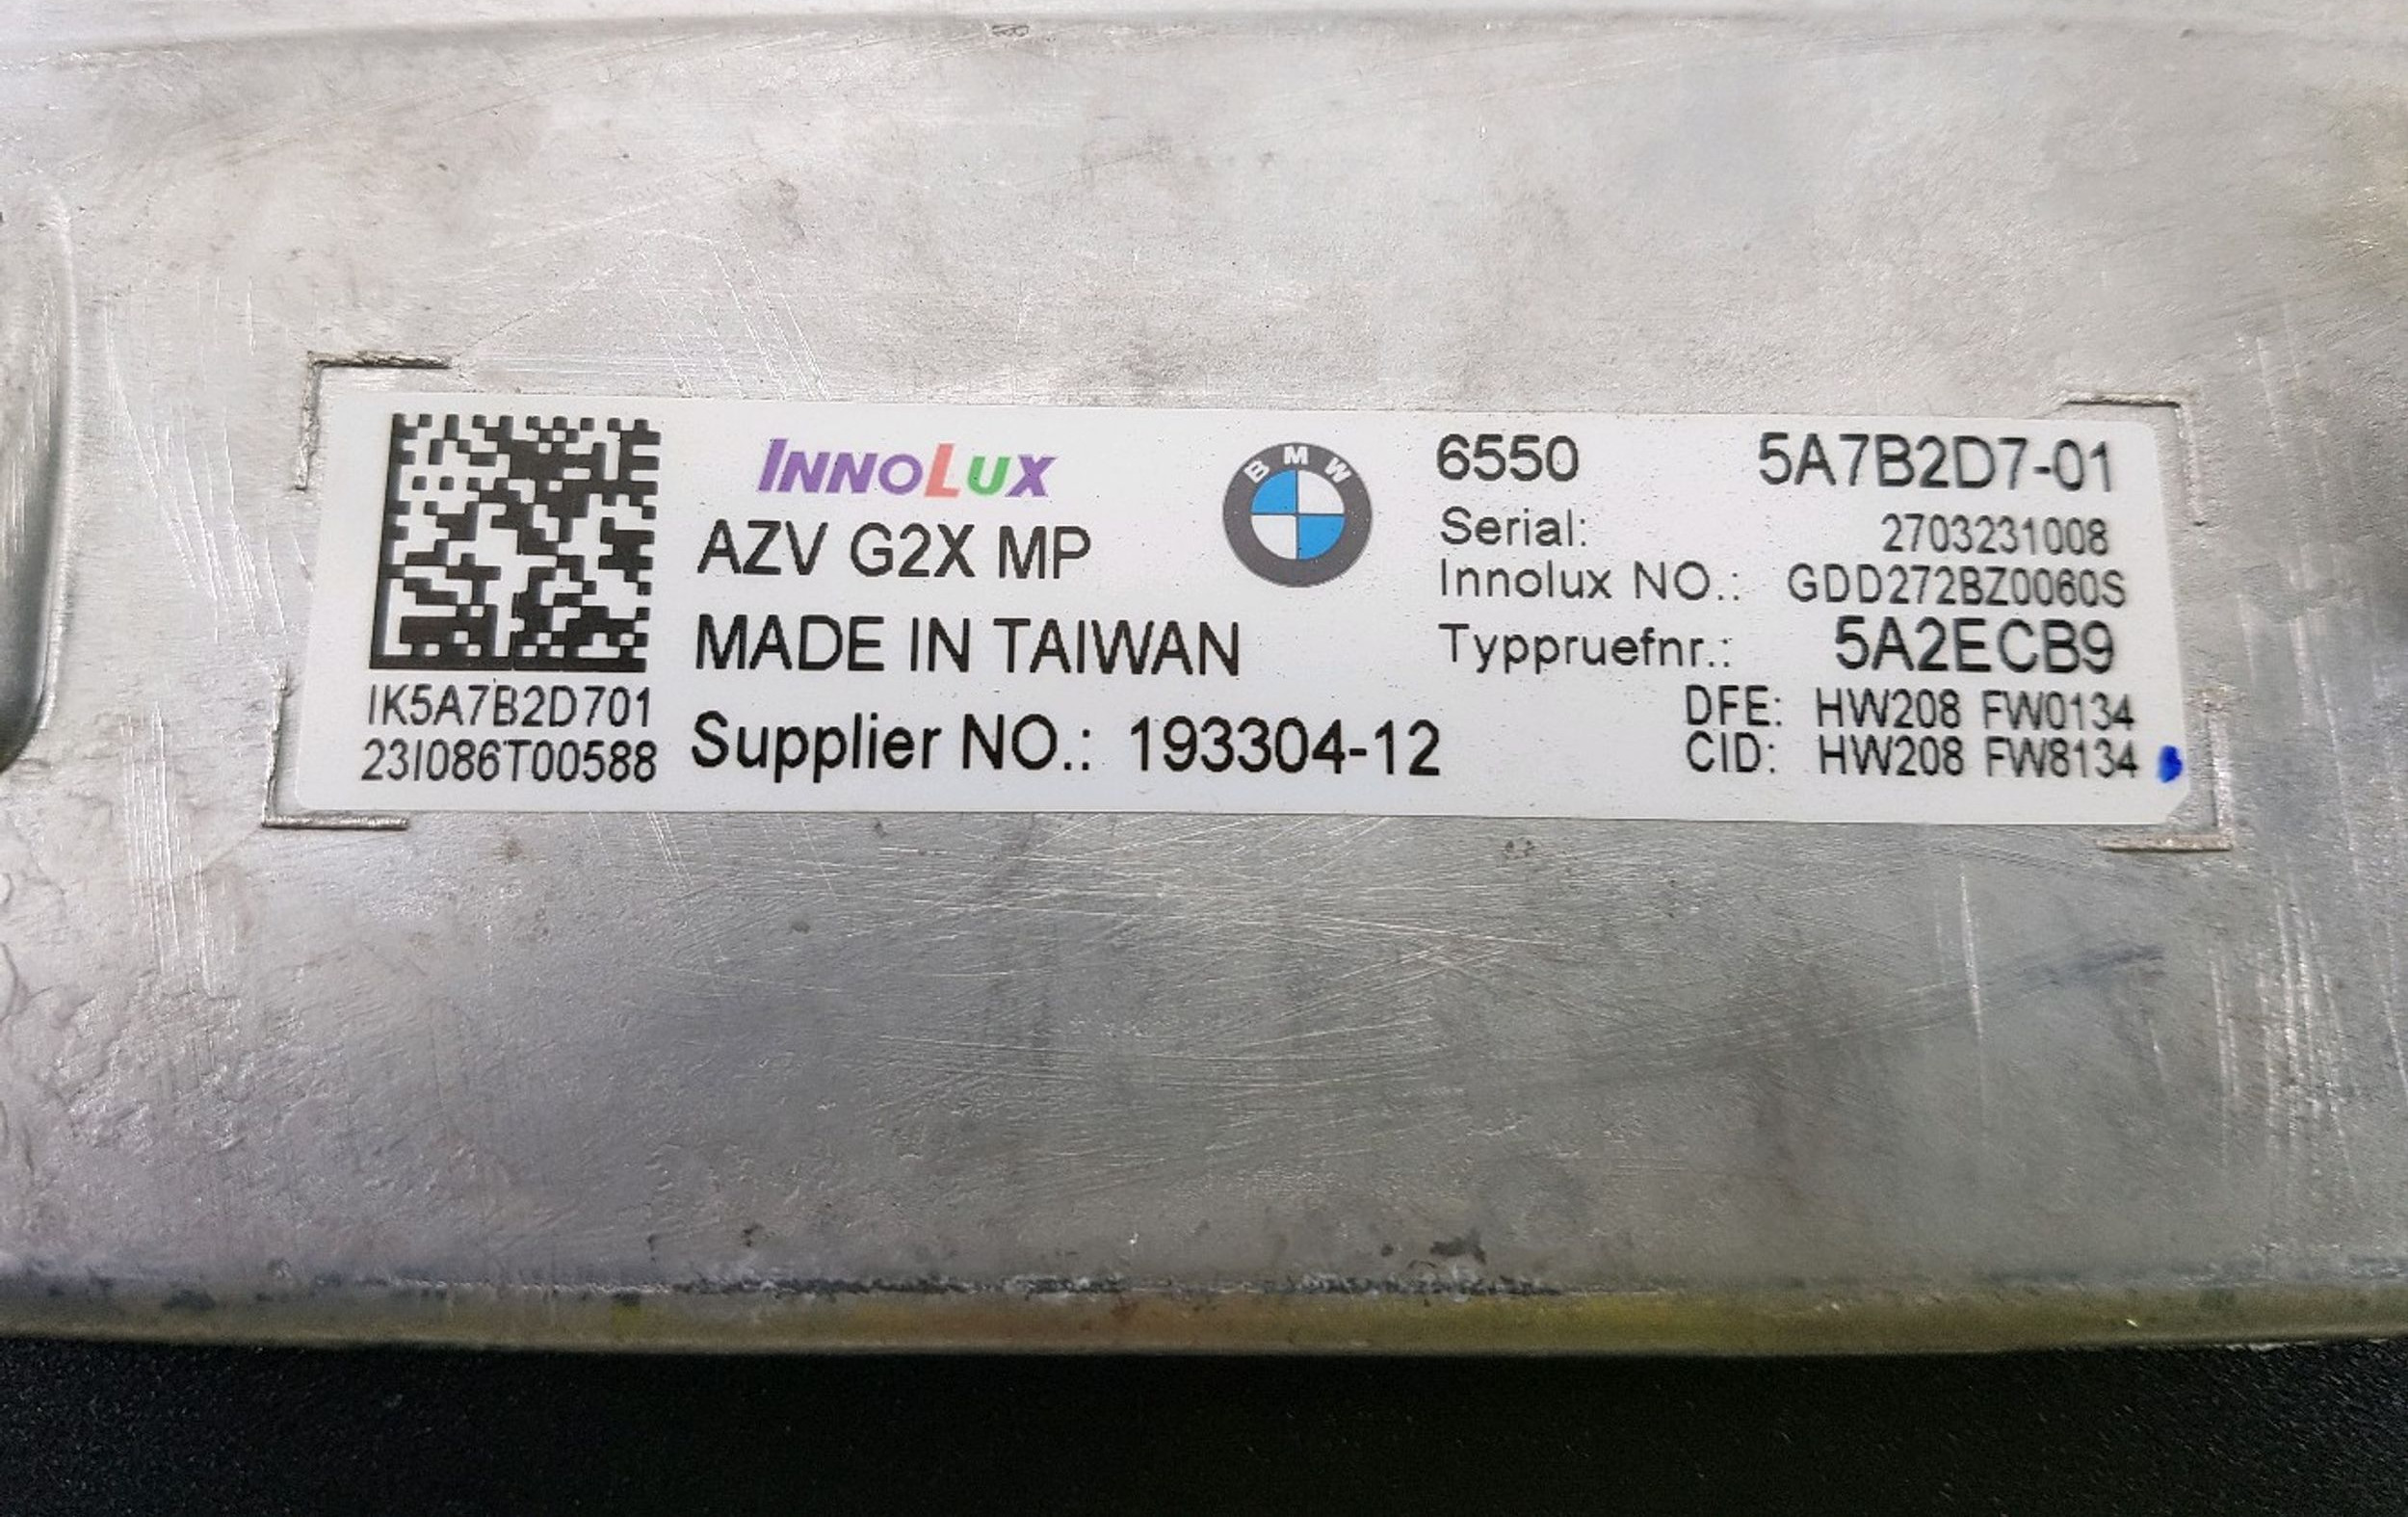 INNOLUX
AZV G2X MP
MADE IN TAIWAN
Supplier NO.: 193304-12
IK5A7B2D701
23I086T00588
BMW
6550 5A7B2D7-01
Serial: 2703231008
Innolux NO.: GDD272BZ0060S
Typpruefnr.: 5A2ECB9
DFE: HW208 FW0134
CID: HW208 FW8134